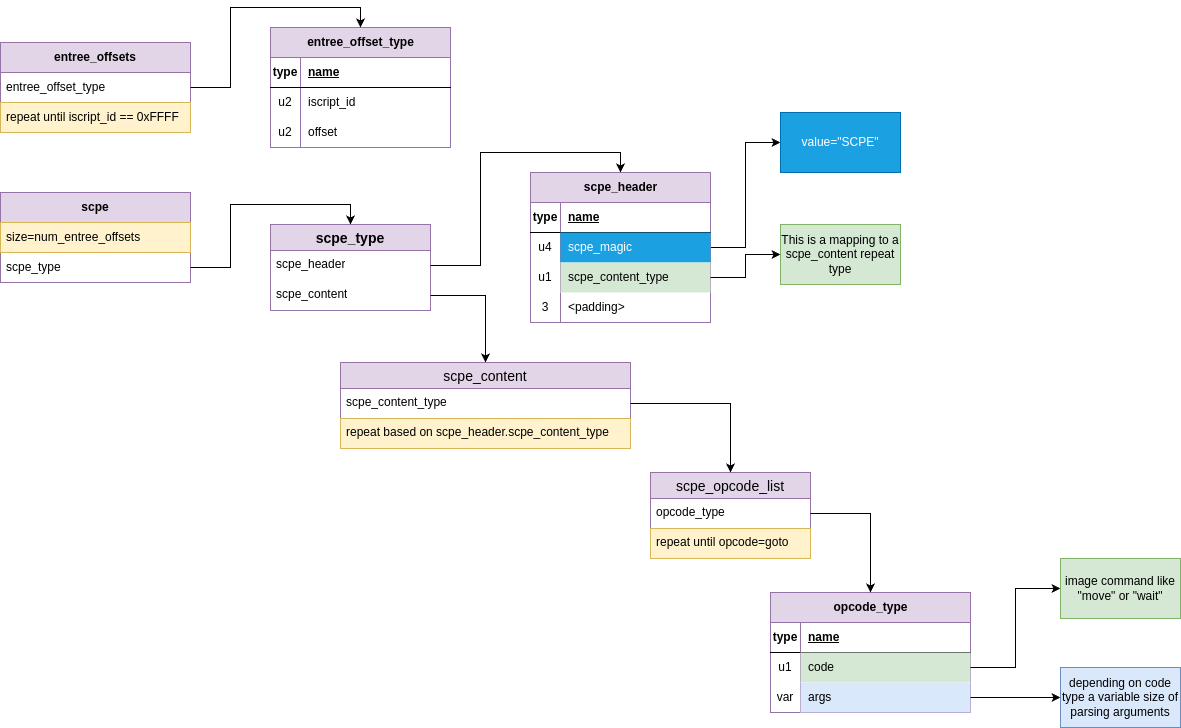 entree_offsets
entree_offset_type
repeat until iscript_id == 0xFFFF
entree_offset_type
type name
u2 iscript_id
u2 offset
scpe
size=num_entree_offsets
scpe_type
scpe_type
scpe_header
scpe_content
scpe_header
type name
u4 scpe_magic
u1 scpe_content_type
3 <padding>
value="SCPE"
This is a mapping to a
scpe_content repeat
type
scpe_content
scpe_content_type
repeat based on scpe_header.scpe_content_type
scpe_opcode_list
opcode_type
repeat until opcode=goto
opcode_type
type name
u1 code
var args
image command like
"move" or "wait"
depending on code
type a variable size of
parsing arguments